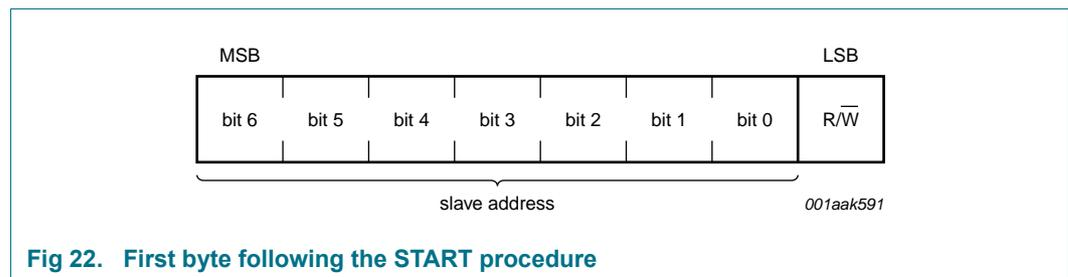 MSB LSB
bit 6 bit 5 bit 4 bit 3 bit 2 bit 1 bit 0 R/W̅
slave address 001aak591
Fig 22. First byte following the START procedure